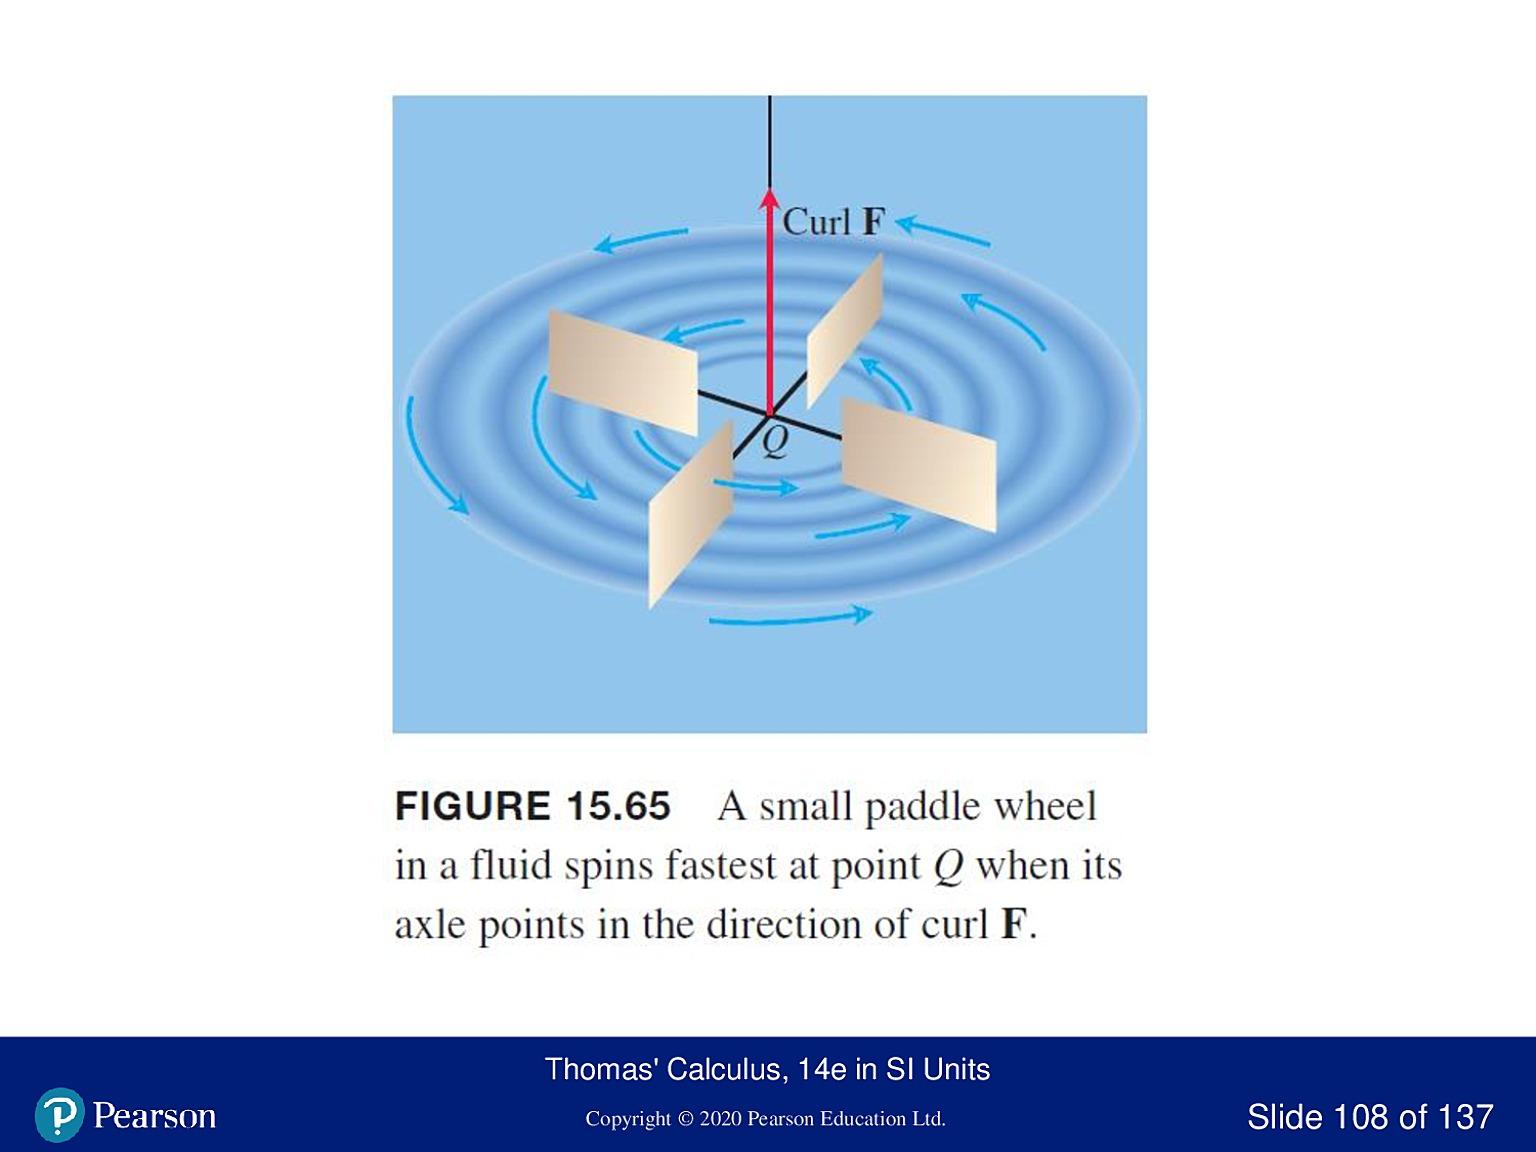 Curl F
Q
FIGURE 15.65 A small paddle wheel
in a fluid spins fastest at point Q when its
axle points in the direction of curl F.
Thomas' Calculus, 14e in SI Units
Pearson
Copyright © 2020 Pearson Education Ltd.
Slide 108 of 137